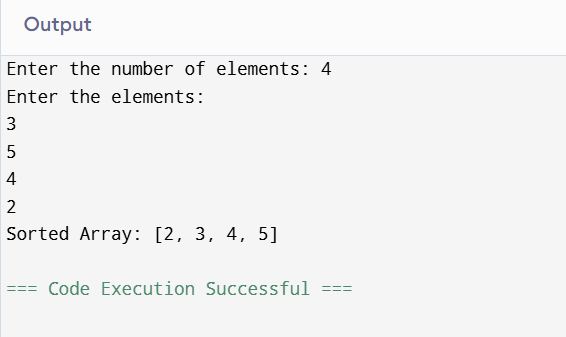 Output
Enter the number of elements: 4
Enter the elements:
3
5
4
2
Sorted Array: [2, 3, 4, 5]
=== Code Execution Successful ===